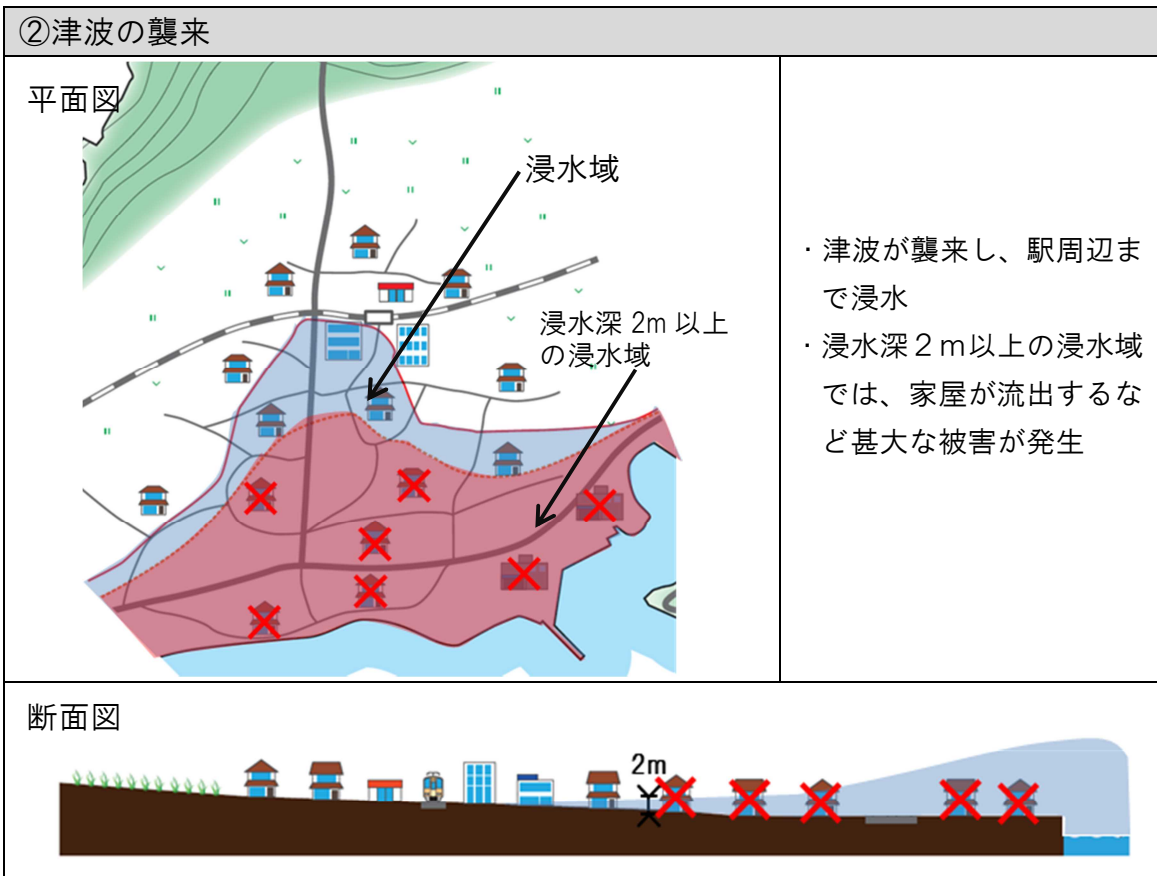 ②津波の襲来
平面図
浸水域
浸水深 2m 以上
の浸水域
・津波が襲来し、駅周辺ま
で浸水
・浸水深２ｍ以上の浸水域
では、家屋が流出するな
ど甚大な被害が発生
断面図
2m